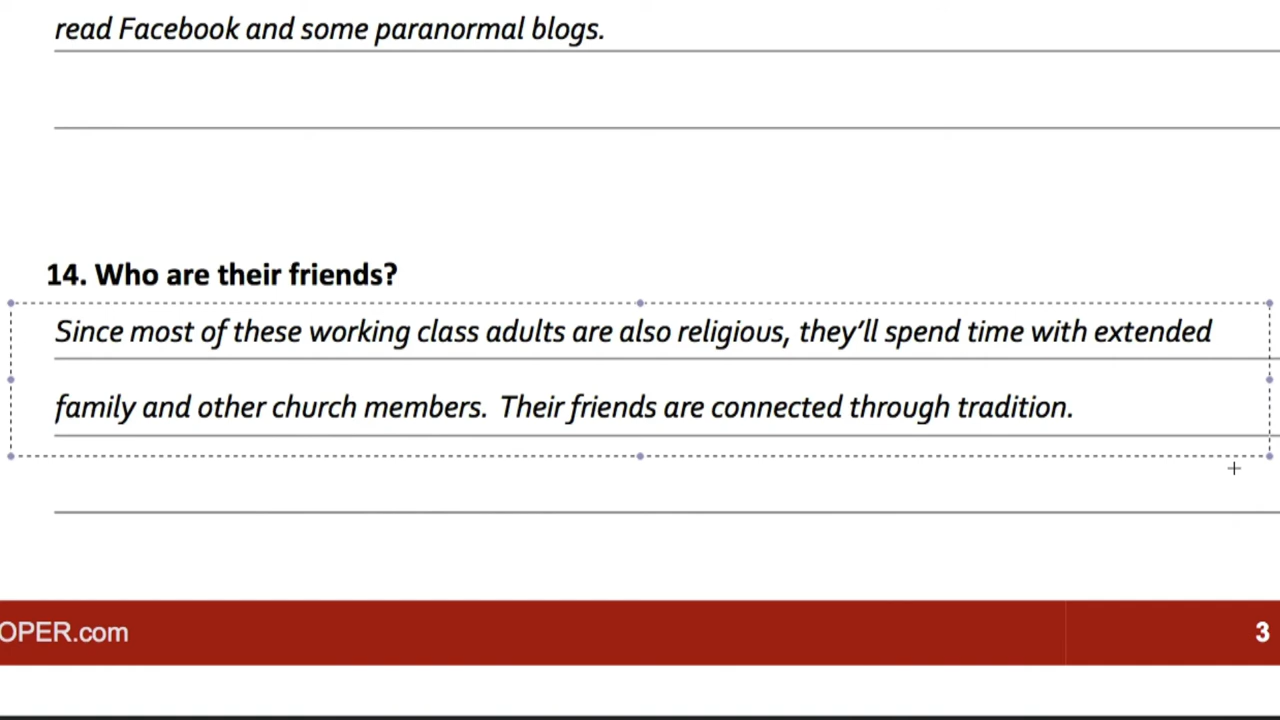 read Facebook and some paranormal blogs.
14. Who are their friends?
Since most of these working class adults are also religious, they’ll spend time with extended
family and other church members.  Their friends are connected through tradition.
OPER.com
3